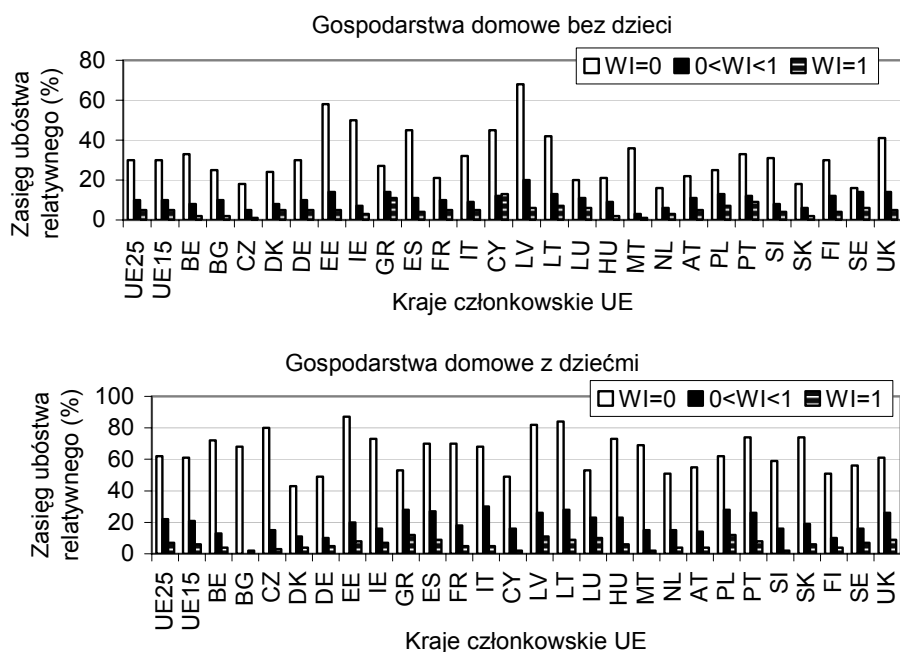 Gospodarstwa domowe bez dzieci
Zasięg ubóstwa
relatywnego (%)
80
60
40
20
0
WI=0 0<WI<1 WI=1
UE25 UE15 BE BG CZ DK DE EE IE GR ES FR IT CY LV LT LU HU MT NL AT PL PT SI SK FI SE UK
Kraje członkowskie UE
Gospodarstwa domowe z dziećmi
Zasięg ubóstwa
relatywnego (%)
100
80
60
40
20
0
WI=0 0<WI<1 WI=1
UE25 UE15 BE BG CZ DK DE EE IE GR ES FR IT CY LV LT LU HU MT NL AT PL PT SI SK FI SE UK
Kraje członkowskie UE